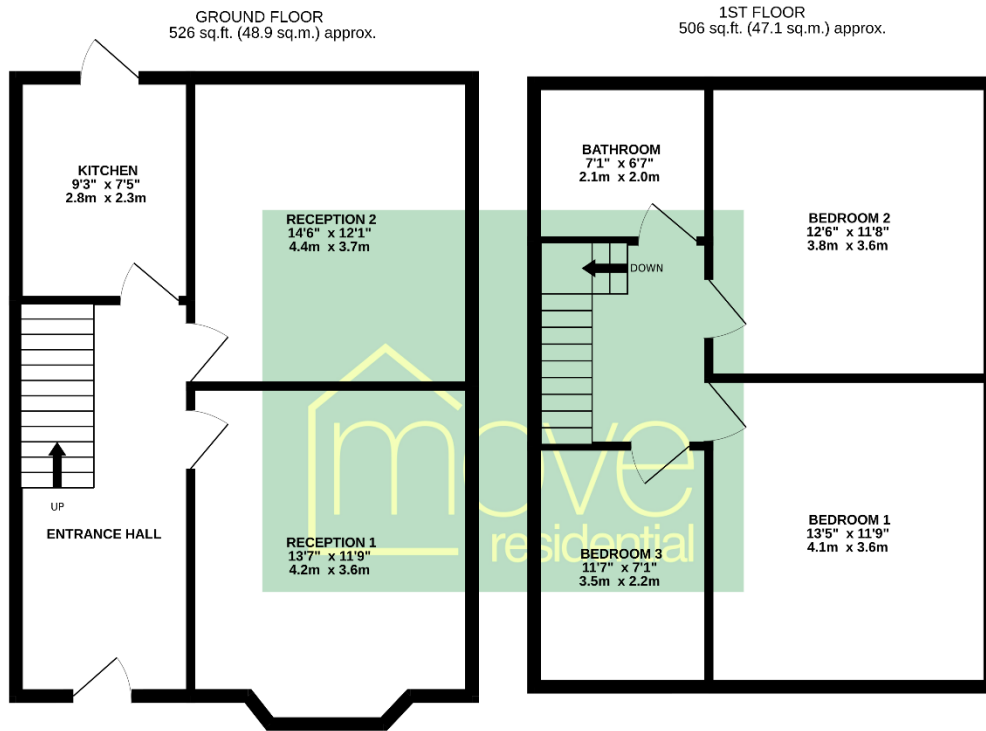 GROUND FLOOR
526 sq.ft. (48.9 sq.m.) approx.
KITCHEN
9'3" x 7'5"
2.8m x 2.3m
RECEPTION 2
14'6" x 12'1"
4.4m x 3.7m
UP
ENTRANCE HALL
RECEPTION 1
13'7" x 11'9"
4.2m x 3.6m
1ST FLOOR
506 sq.ft. (47.1 sq.m.) approx.
BATHROOM
7'1" x 6'7"
2.1m x 2.0m
DOWN
BEDROOM 2
12'6" x 11'8"
3.8m x 3.6m
BEDROOM 3
11'7" x 7'1"
3.5m x 2.2m
BEDROOM 1
13'5" x 11'9"
4.1m x 3.6m
move
residential